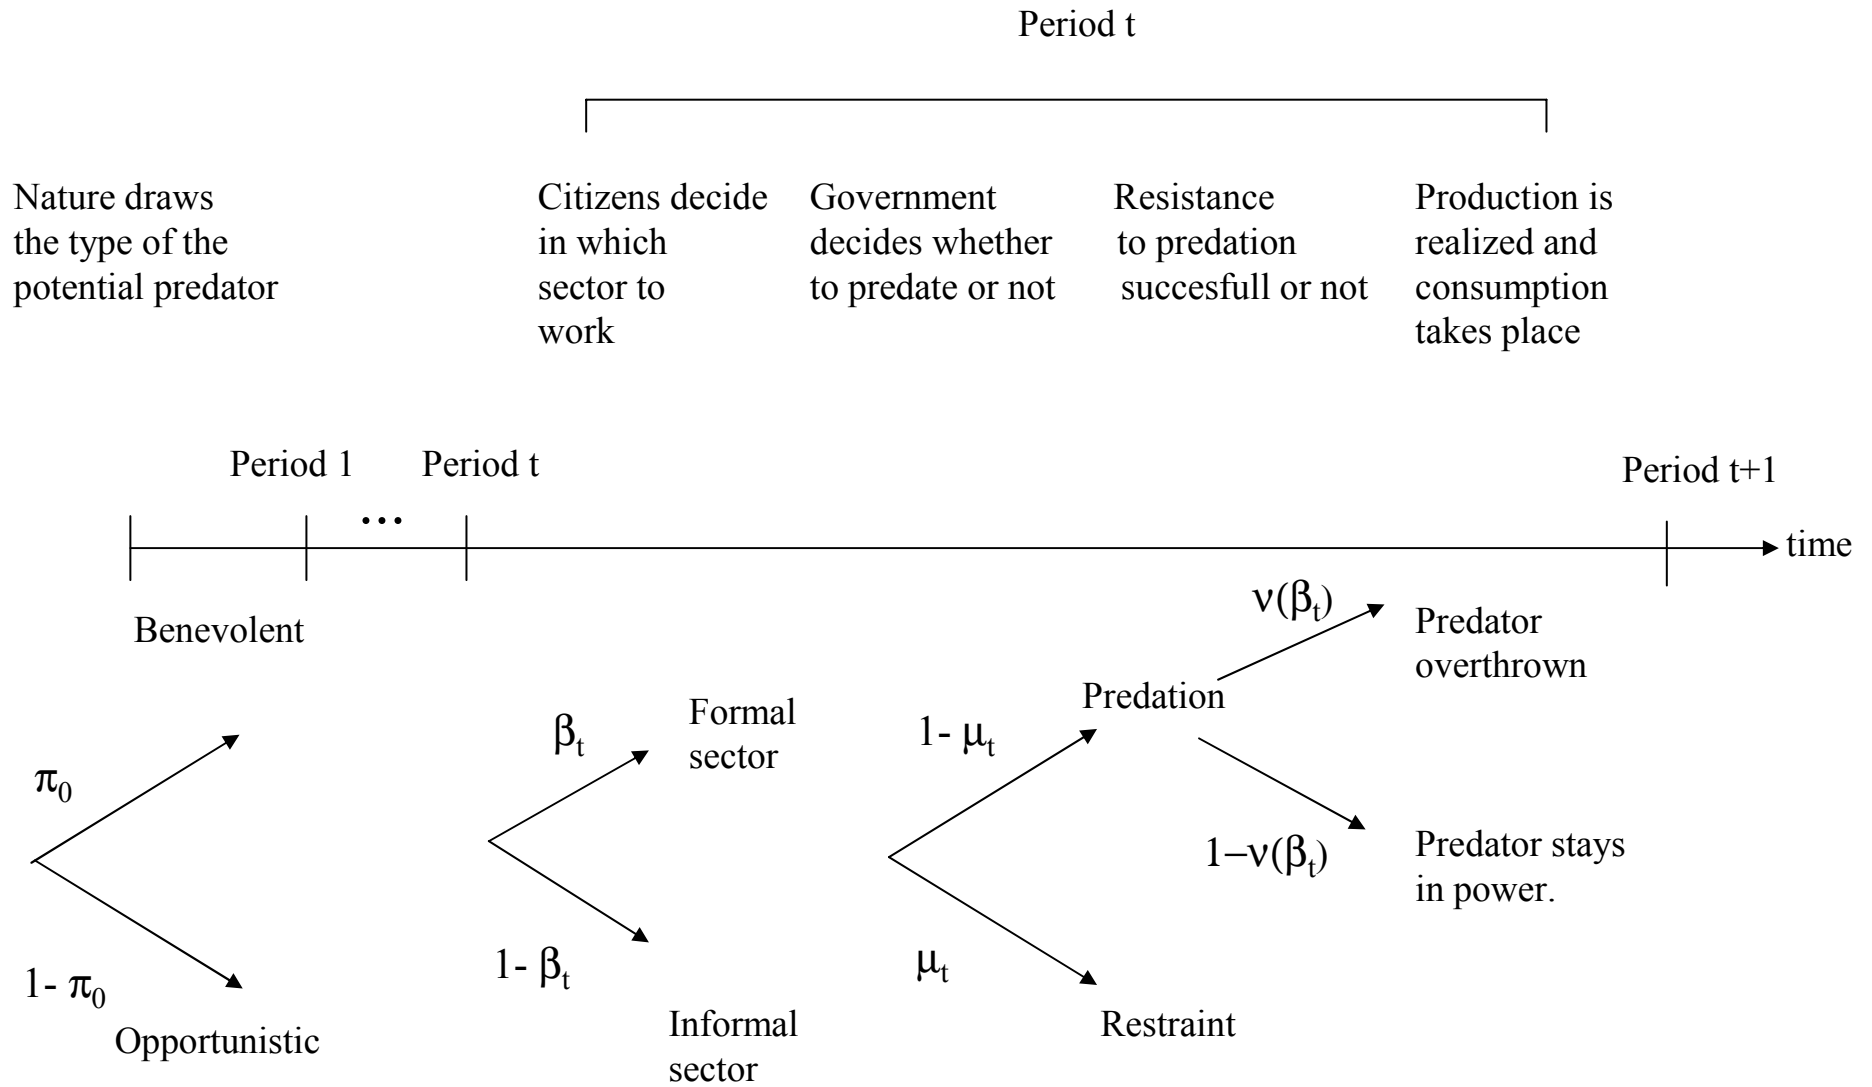 Period t
Nature draws
the type of the
potential predator
Citizens decide
in which
sector to
work
Government
decides whether
to predate or not
Resistance
to predation
succesfull or not
Production is
realized and
consumption
takes place
Period 1
...
Period t
Period t+1
time
Benevolent
π₀
1- π₀
Opportunistic
βₜ
Formal
sector
1- βₜ
Informal
sector
1- μₜ
Predation
μₜ
Restraint
ν(βₜ)
Predator
overthrown
1–ν(βₜ)
Predator stays
in power.